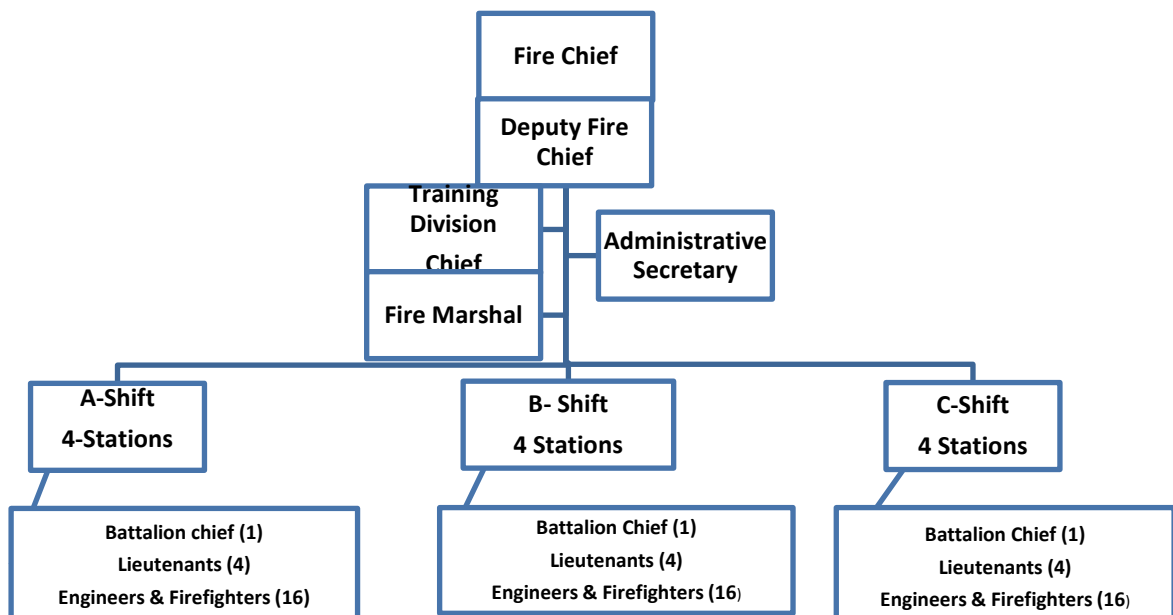 Fire Chief
Deputy Fire
Chief
Training
Division
Chief
Administrative
Secretary
Fire Marshal
A-Shift
4-Stations
B- Shift
4 Stations
C-Shift
4 Stations
Battalion chief (1)
Lieutenants (4)
Engineers & Firefighters (16)
Battalion Chief (1)
Lieutenants (4)
Engineers & Firefighters (16)
Battalion Chief (1)
Lieutenants (4)
Engineers & Firefighters (16)